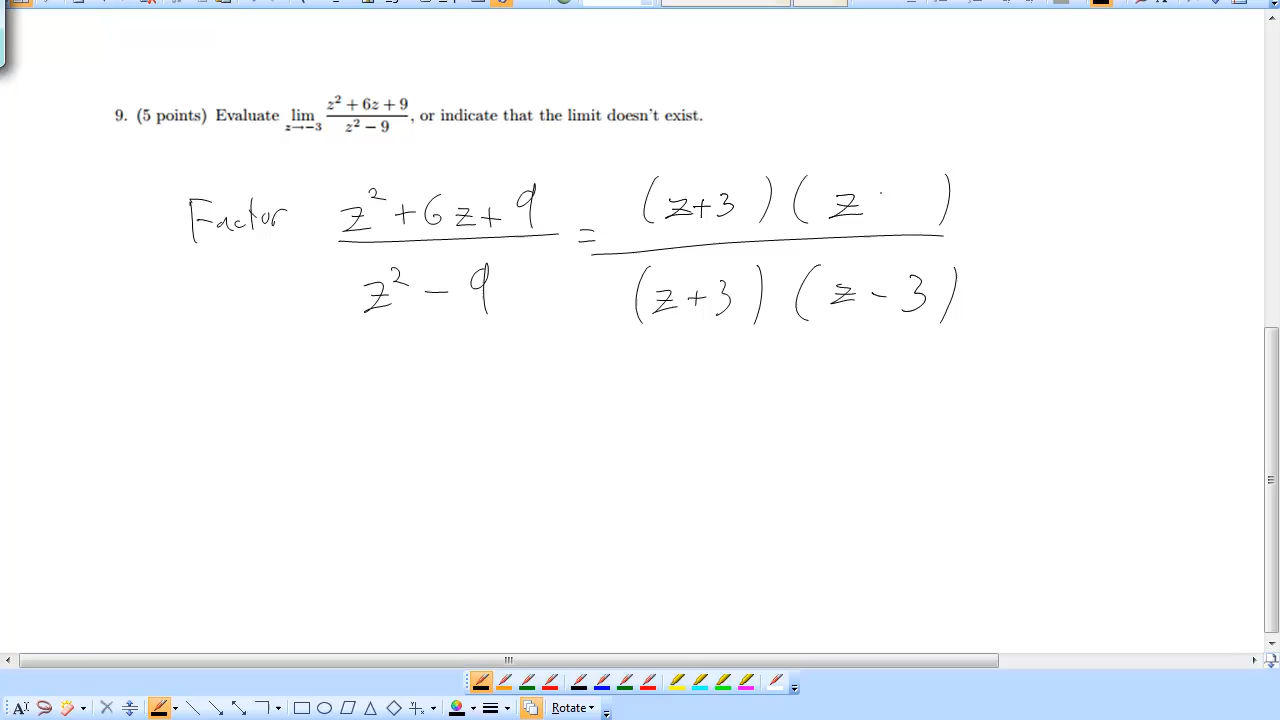 9. (5 points) Evaluate lim z→−3 (z² + 6z + 9)/(z² − 9), or indicate that the limit doesn't exist.
Factor (z² + 6z + 9)/(z² − 9) = ((z+3)(z ))/((z+3)(z−3))
Rotate